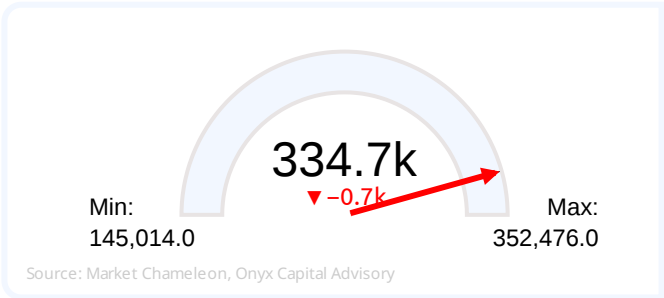 334.7k
▼−0.7k
Min:
145,014.0
Max:
352,476.0
Source: Market Chameleon, Onyx Capital Advisory